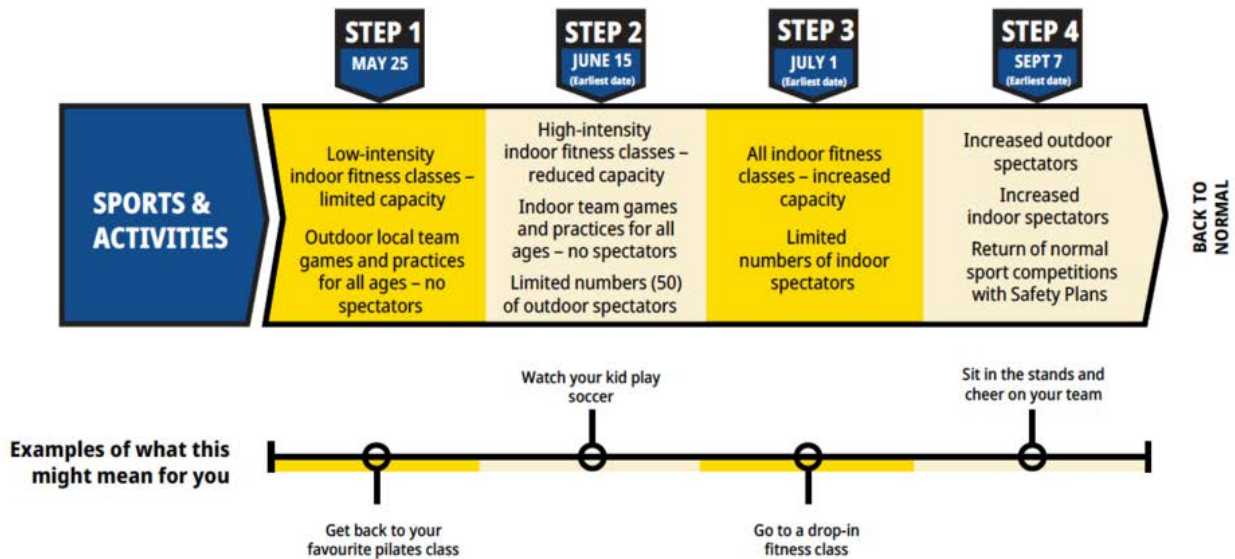 STEP 1
MAY 25
STEP 2
JUNE 15
(Earliest date)
STEP 3
JULY 1
(Earliest date)
STEP 4
SEPT 7
(Earliest date)
SPORTS &
ACTIVITIES
Low-intensity
indoor fitness classes –
limited capacity
Outdoor local team
games and practices
for all ages – no
spectators
High-intensity
indoor fitness classes –
reduced capacity
Indoor team games
and practices for all
ages – no spectators
Limited numbers (50)
of outdoor spectators
All indoor fitness
classes – increased
capacity
Limited
numbers of indoor
spectators
Increased outdoor
spectators
Increased
indoor spectators
Return of normal
sport competitions
with Safety Plans
BACK TO
NORMAL
Examples of what this
might mean for you
Get back to your
favourite pilates class
Watch your kid play
soccer
Go to a drop-in
fitness class
Sit in the stands and
cheer on your team